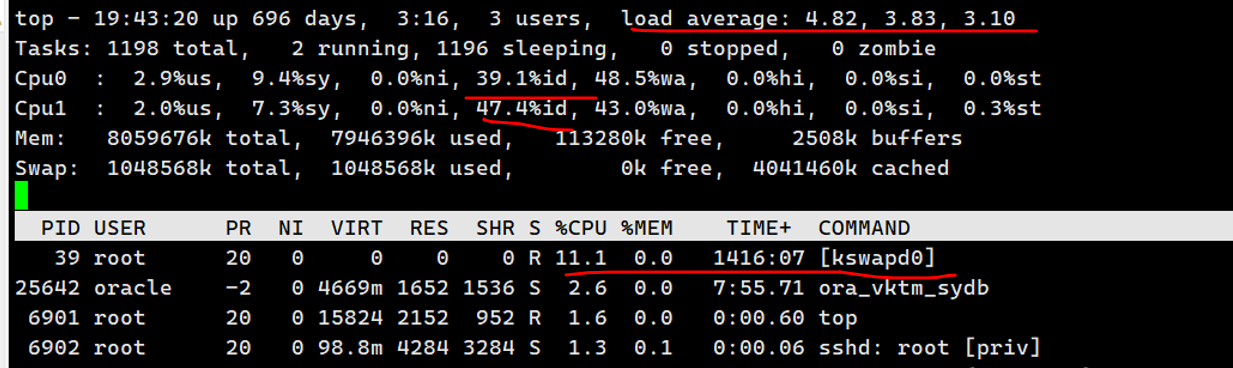 top - 19:43:20 up 696 days,  3:16,  3 users,  load average: 4.82, 3.83, 3.10
Tasks: 1198 total,   2 running, 1196 sleeping,   0 stopped,   0 zombie
Cpu0  :  2.9%us,  9.4%sy,  0.0%ni, 39.1%id, 48.5%wa,  0.0%hi,  0.0%si,  0.0%st
Cpu1  :  2.0%us,  7.3%sy,  0.0%ni, 47.4%id, 43.0%wa,  0.0%hi,  0.0%si,  0.3%st
Mem:   8059676k total,  7946396k used,   113280k free,     2508k buffers
Swap:  1048568k total,  1048568k used,        0k free,  4041460k cached
  PID USER      PR  NI  VIRT  RES  SHR S %CPU %MEM    TIME+  COMMAND
   39 root      20   0     0    0    0 R 11.1  0.0   1416:07 [kswapd0]
25642 oracle    -2   0 4669m 1652 1536 S  2.6  0.0   7:55.71 ora_vktm_sydb
 6901 root      20   0 15824 2152  952 R  1.6  0.0   0:00.60 top
 6902 root      20   0 98.8m 4284 3284 S  1.3  0.1   0:00.06 sshd: root [priv]